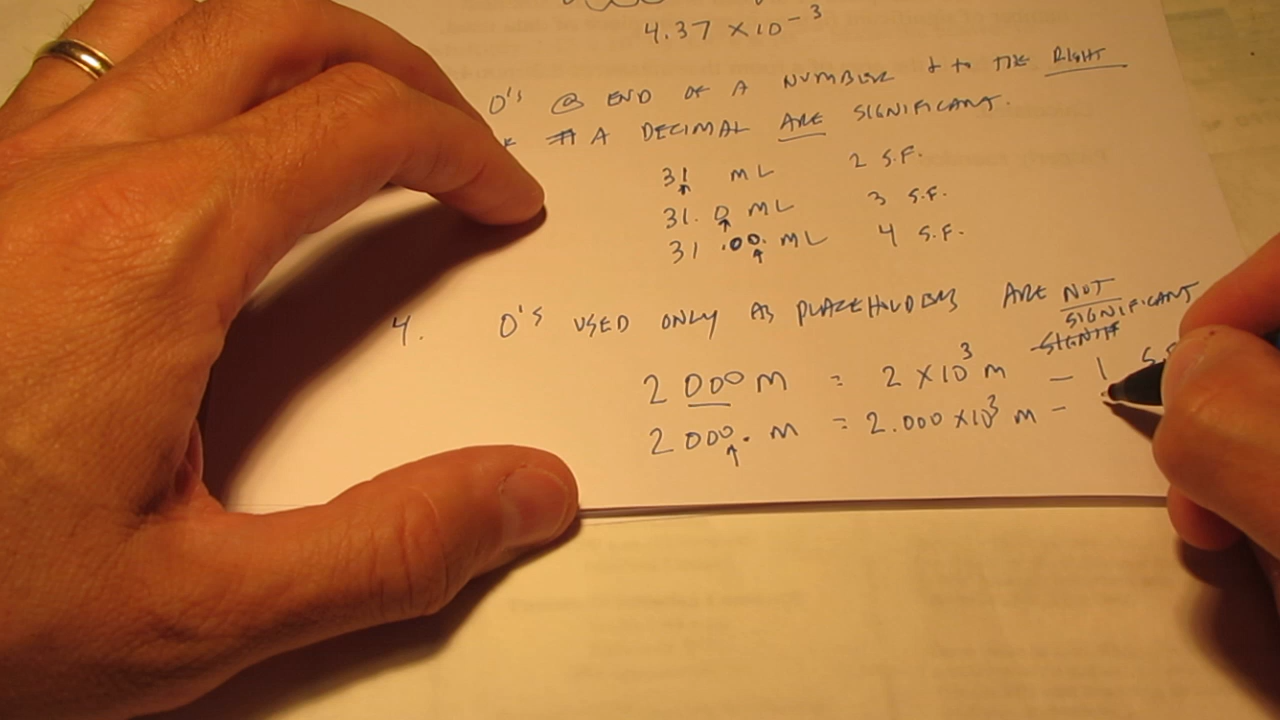 4.37 x 10⁻³
0's @ END OF A NUMBER & to THE RIGHT
A DECIMAL ARE SIGNIFICANT.
31 mL 2 S.F.
31.0 mL 3 S.F.
31.00 mL 4 S.F.
4. 0'S USED ONLY AS PLACEHOLDERS ARE NOT
SIGNIFICANT
2000 m = 2 x 10³ m – 1 S.F
2000. m = 2.000 x 10³ m –